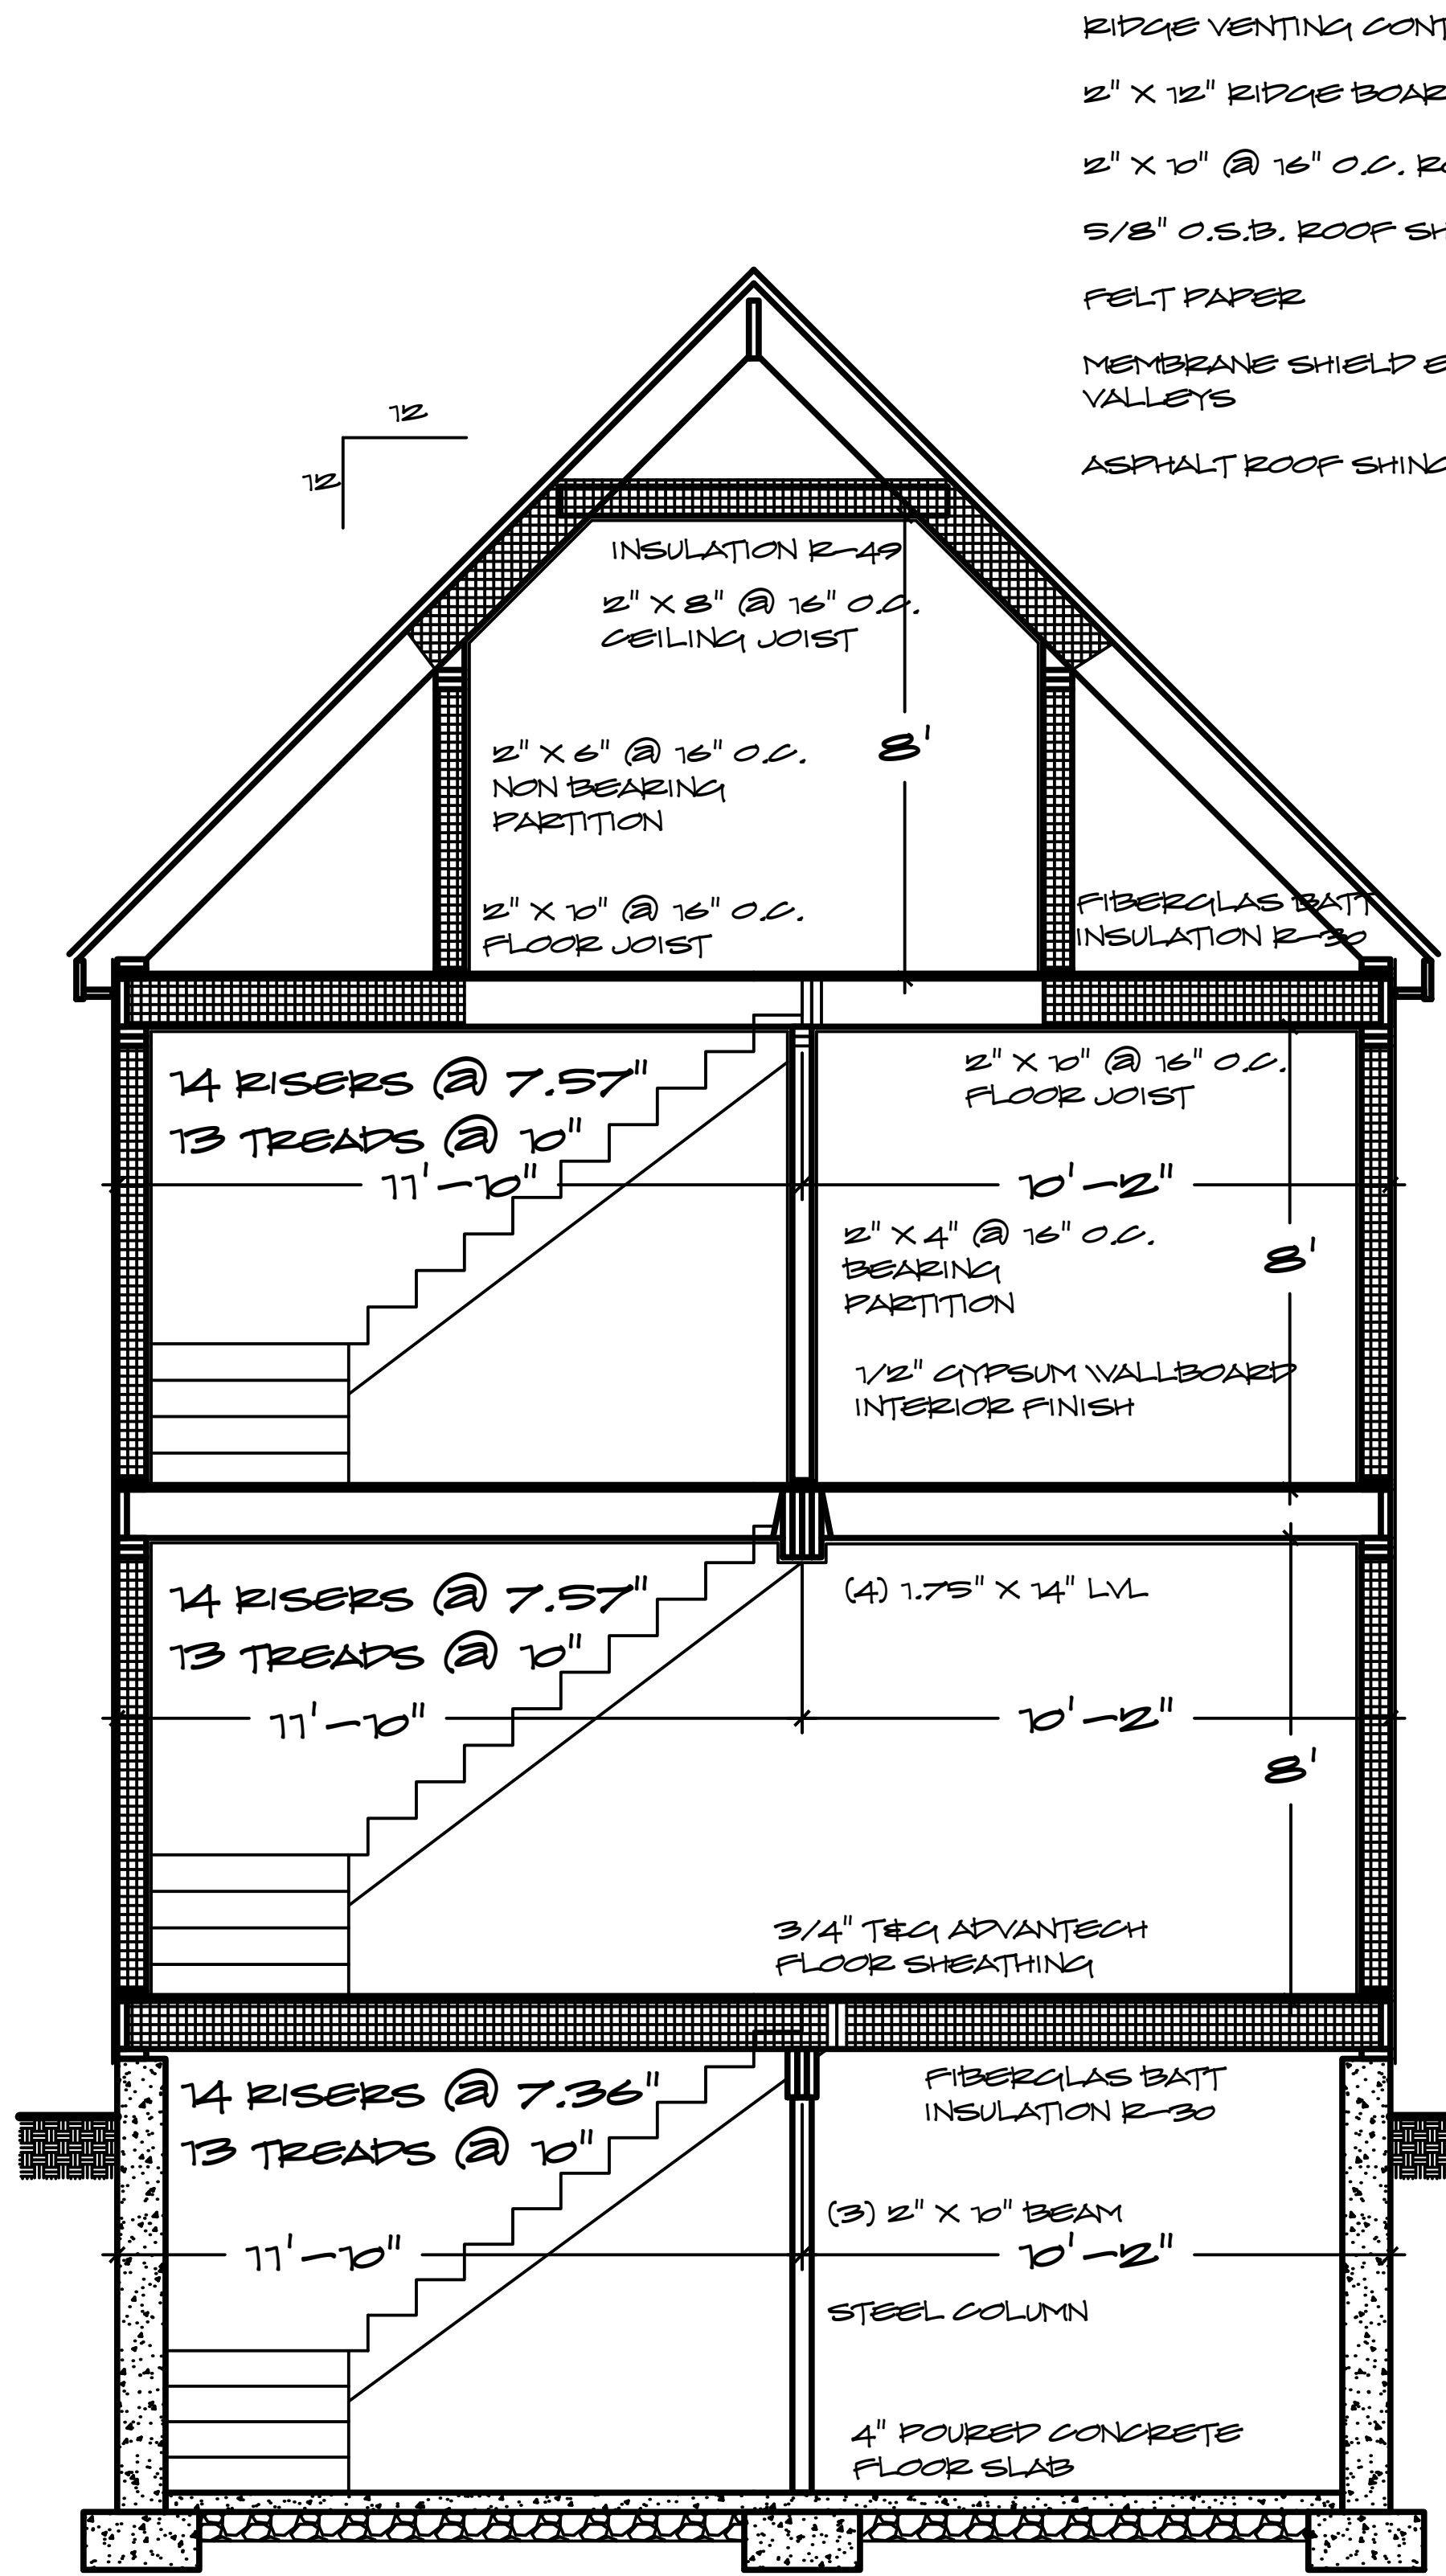 RIDGE VENTING CONT
2" X 12" RIDGE BOAR
2" X 10" @ 16" O.C. RO
5/8" O.S.B. ROOF SH
FELT PAPER
MEMBRANE SHIELD E
VALLEYS
ASPHALT ROOF SHING
12
12
INSULATION R-49
2" X 8" @ 16" O.C.
CEILING JOIST
8'
2" X 6" @ 16" O.C.
NON BEARING
PARTITION
2" X 10" @ 16" O.C.
FLOOR JOIST
FIBERGLAS BATT
INSULATION R-30
14 RISERS @ 7.57"
13 TREADS @ 10"
11'-10"
2" X 10" @ 16" O.C.
FLOOR JOIST
10'-2"
2" X 4" @ 16" O.C.
BEARING
PARTITION
8'
1/2" GYPSUM WALLBOARD
INTERIOR FINISH
14 RISERS @ 7.57"
13 TREADS @ 10"
11'-10"
(4) 1.75" X 14" LVL
10'-2"
8'
3/4" T&G ADVANTECH
FLOOR SHEATHING
14 RISERS @ 7.36"
13 TREADS @ 10"
11'-10"
FIBERGLAS BATT
INSULATION R-30
(3) 2" X 10" BEAM
10'-2"
STEEL COLUMN
4" POURED CONCRETE
FLOOR SLAB